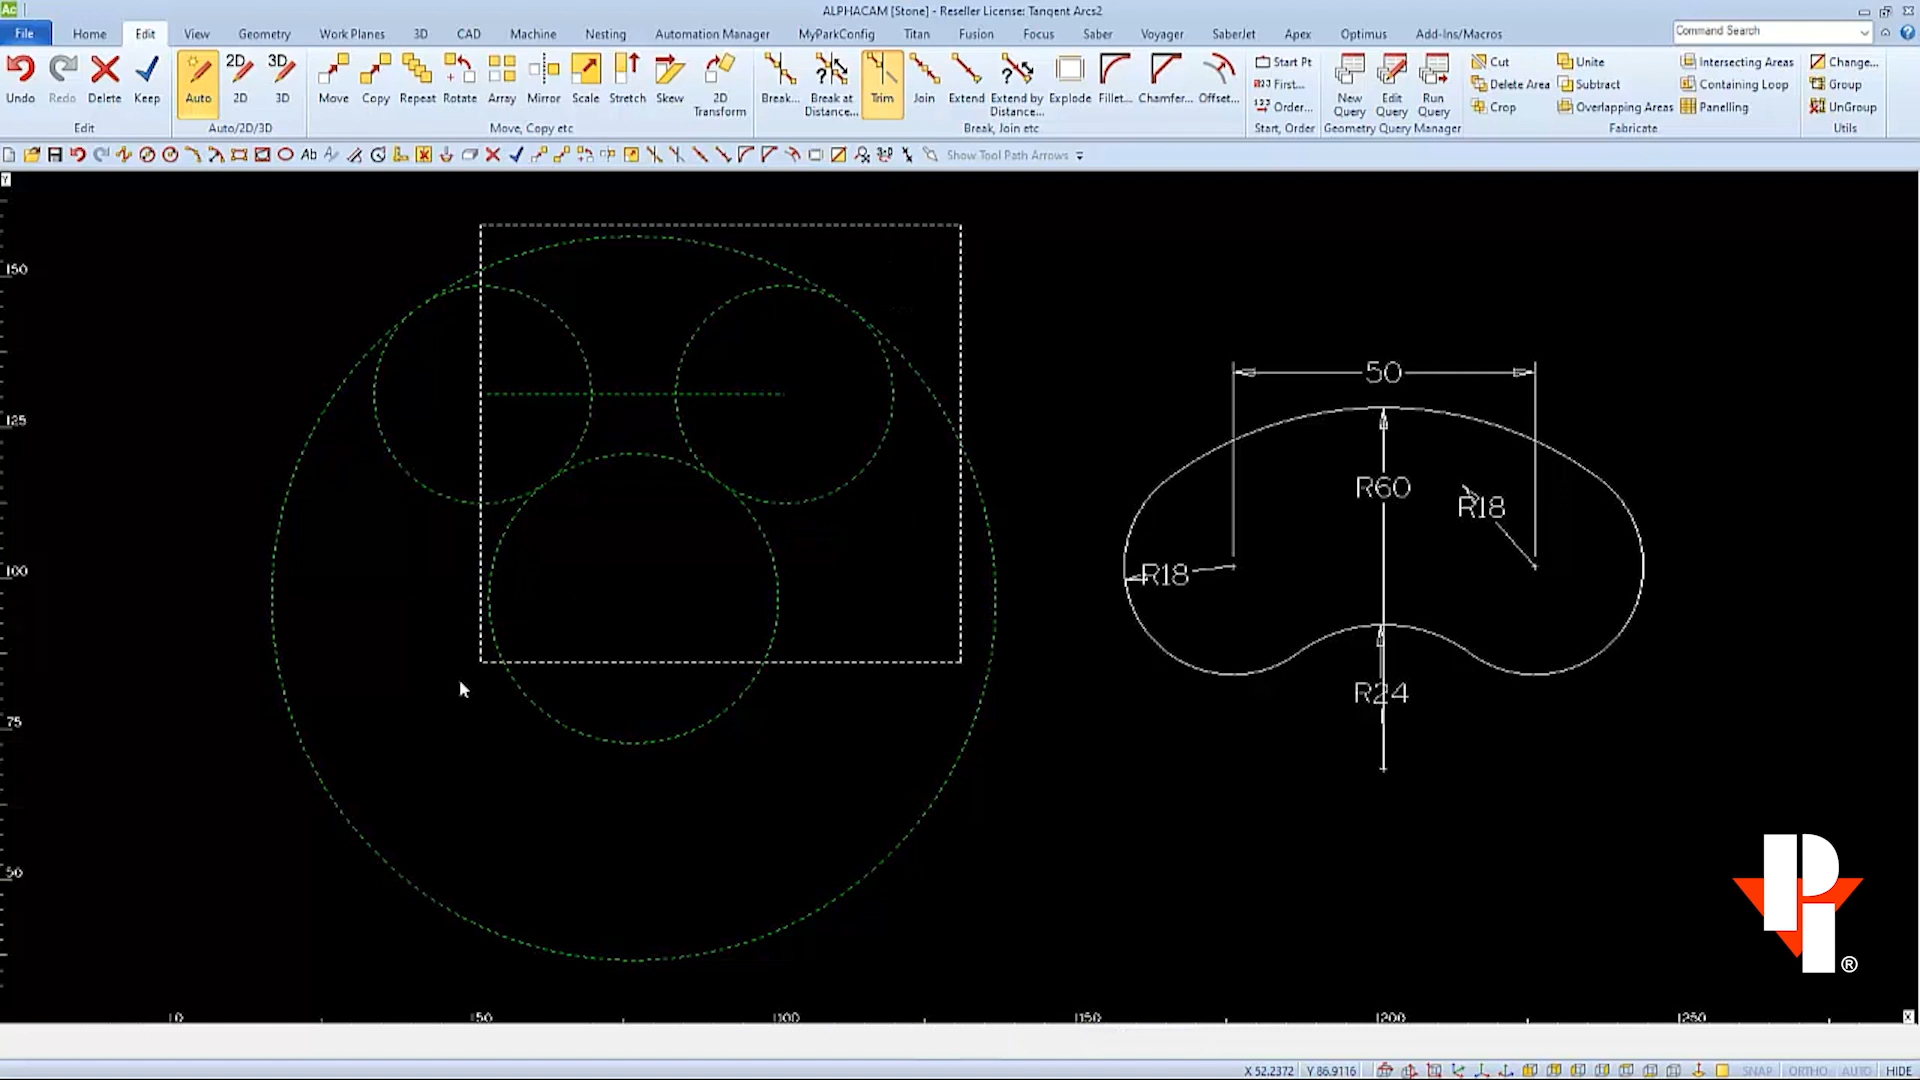 Ac
ALPHACAM [Stone] - Reseller License: Tangent Arcs2
File Home Edit View Geometry Work Planes 3D CAD Machine Nesting Automation Manager MyParkConfig Titan Fusion Focus Saber Voyager SaberJet Apex Optimus Add-Ins/Macros Command Search
Undo Redo Delete Keep
Edit
Auto 2D 3D
Auto/2D/3D
Move Copy Repeat Rotate Array Mirror Scale Stretch Skew 2D Transform
Move, Copy etc
Break... Break at Distance... Trim Join Extend Extend by Distance... Explode Fillet... Chamfer... Offset...
Break, Join etc
Start Pt
First...
Order...
Start, Order
New Query Edit Query Run Query
Geometry Query Manager
Cut Unite Intersecting Areas
Delete Area Subtract Containing Loop
Crop Overlapping Areas Panelling
Fabricate
Change...
Group
UnGroup
Utils
Show Tool Path Arrows
Y
150
125
100
75
50
50
R60
R18
R18
R24
PI
®
0 50 100 150 200 250 X
X 52.2372 Y 86.9116 SNAP ORTHO AUTO HIDE